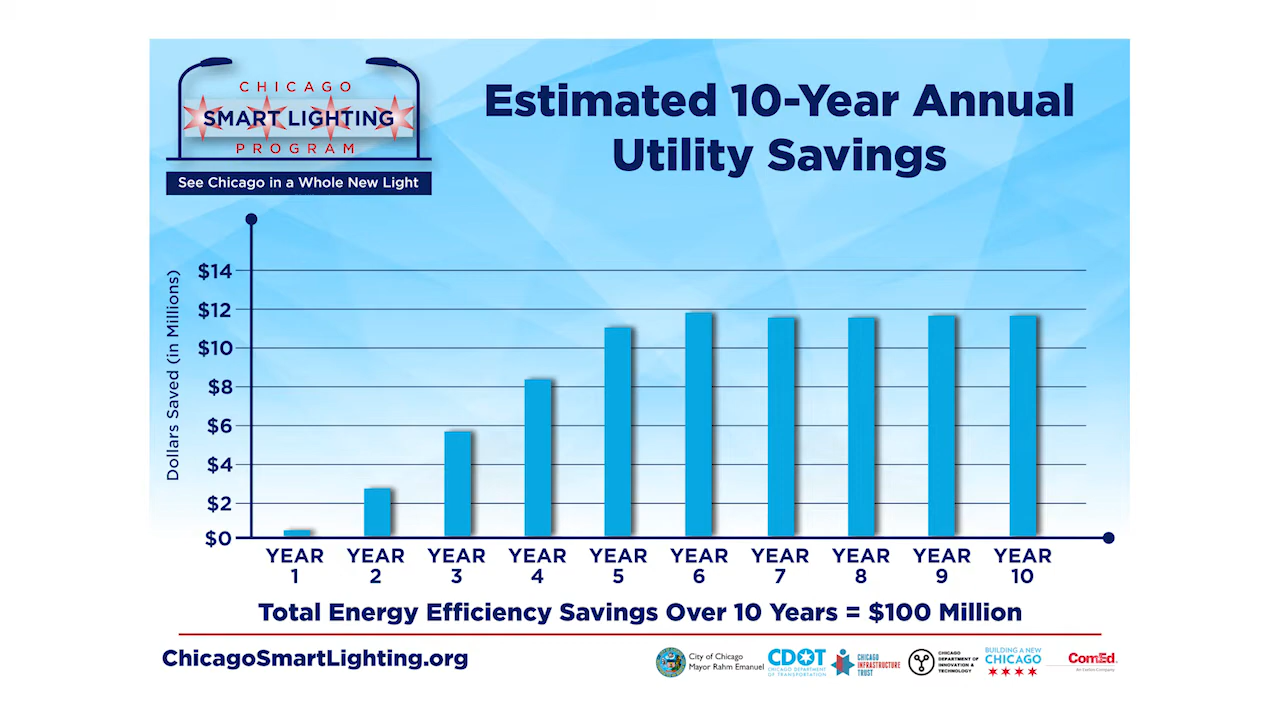 CHICAGO
SMART LIGHTING
PROGRAM
See Chicago in a Whole New Light
Estimated 10-Year Annual
Utility Savings
Dollars Saved (in Millions)
$14
$12
$10
$8
$6
$4
$2
$0
YEAR 1
YEAR 2
YEAR 3
YEAR 4
YEAR 5
YEAR 6
YEAR 7
YEAR 8
YEAR 9
YEAR 10
Total Energy Efficiency Savings Over 10 Years = $100 Million
ChicagoSmartLighting.org
City of Chicago
Mayor Rahm Emanuel
CDOT
CHICAGO DEPARTMENT
OF TRANSPORTATION
CHICAGO
INFRASTRUCTURE
TRUST
CHICAGO
DEPARTMENT OF
INNOVATION &
TECHNOLOGY
BUILDING A NEW
CHICAGO
ComEd.
An Exelon Company